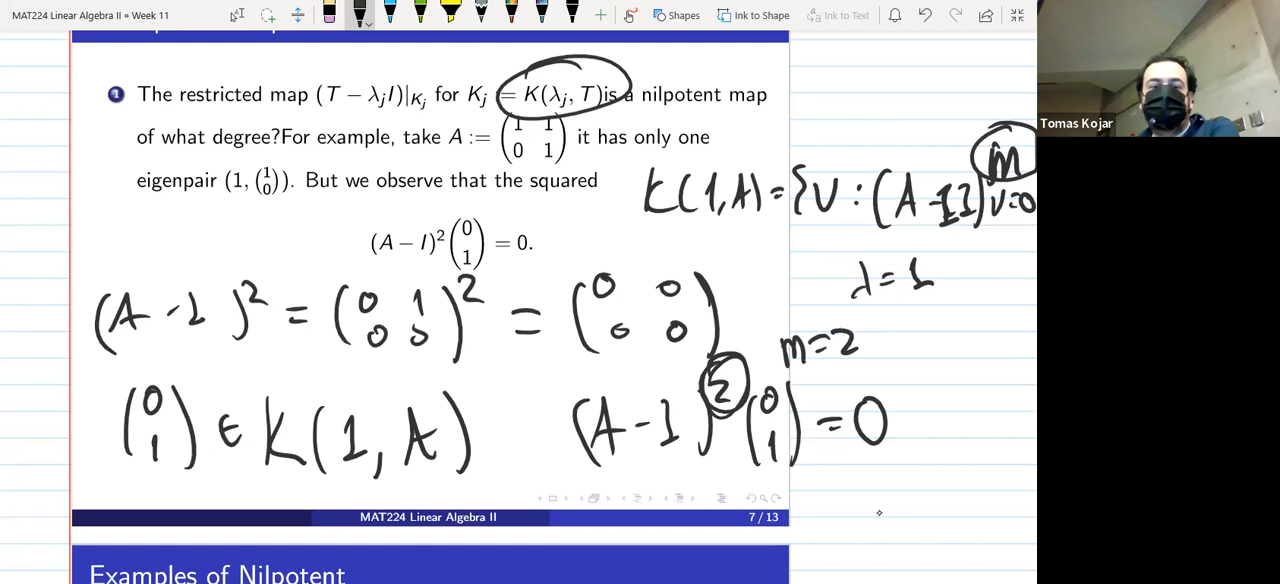 MAT224 Linear Algebra II » Week 11
Shapes
Ink to Shape
Ink to Text
Tomas Kojar
1 The restricted map (T − λⱼI)|Kⱼ for Kⱼ = K(λⱼ, T)is a nilpotent map
of what degree?For example, take A := (1 1; 0 1) it has only one
eigenpair (1, (1; 0)). But we observe that the squared
(A − I)²(0; 1) = 0.
K(1,A)={V:(A-1I)^m V=0
λ=1
(A-I)² = (0 1; 0 0)² = (0 0; 0 0)
m=2
(0; 1) ∈ K(1, A)
(A-I)²(0; 1)=0
MAT224 Linear Algebra II
7 / 13
Examples of Nilpotent